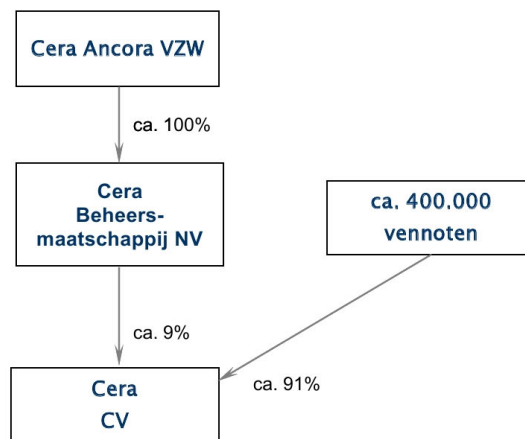 Cera Ancora VZW
ca. 100%
Cera
Beheers-
maatschappij NV
ca. 400.000
vennoten
ca. 9%
ca. 91%
Cera
CV